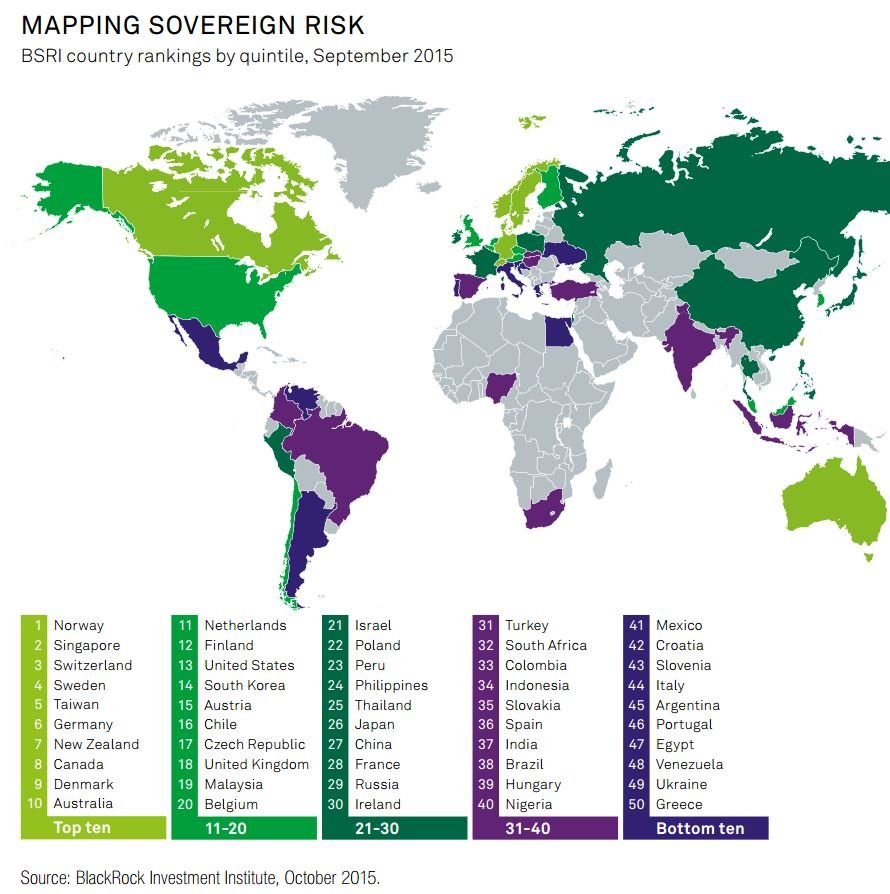 MAPPING SOVEREIGN RISK
BSRI country rankings by quintile, September 2015
1 Norway
2 Singapore
3 Switzerland
4 Sweden
5 Taiwan
6 Germany
7 New Zealand
8 Canada
9 Denmark
10 Australia
Top ten
11 Netherlands
12 Finland
13 United States
14 South Korea
15 Austria
16 Chile
17 Czech Republic
18 United Kingdom
19 Malaysia
20 Belgium
11-20
21 Israel
22 Poland
23 Peru
24 Philippines
25 Thailand
26 Japan
27 China
28 France
29 Russia
30 Ireland
21-30
31 Turkey
32 South Africa
33 Colombia
34 Indonesia
35 Slovakia
36 Spain
37 India
38 Brazil
39 Hungary
40 Nigeria
31-40
41 Mexico
42 Croatia
43 Slovenia
44 Italy
45 Argentina
46 Portugal
47 Egypt
48 Venezuela
49 Ukraine
50 Greece
Bottom ten
Source: BlackRock Investment Institute, October 2015.